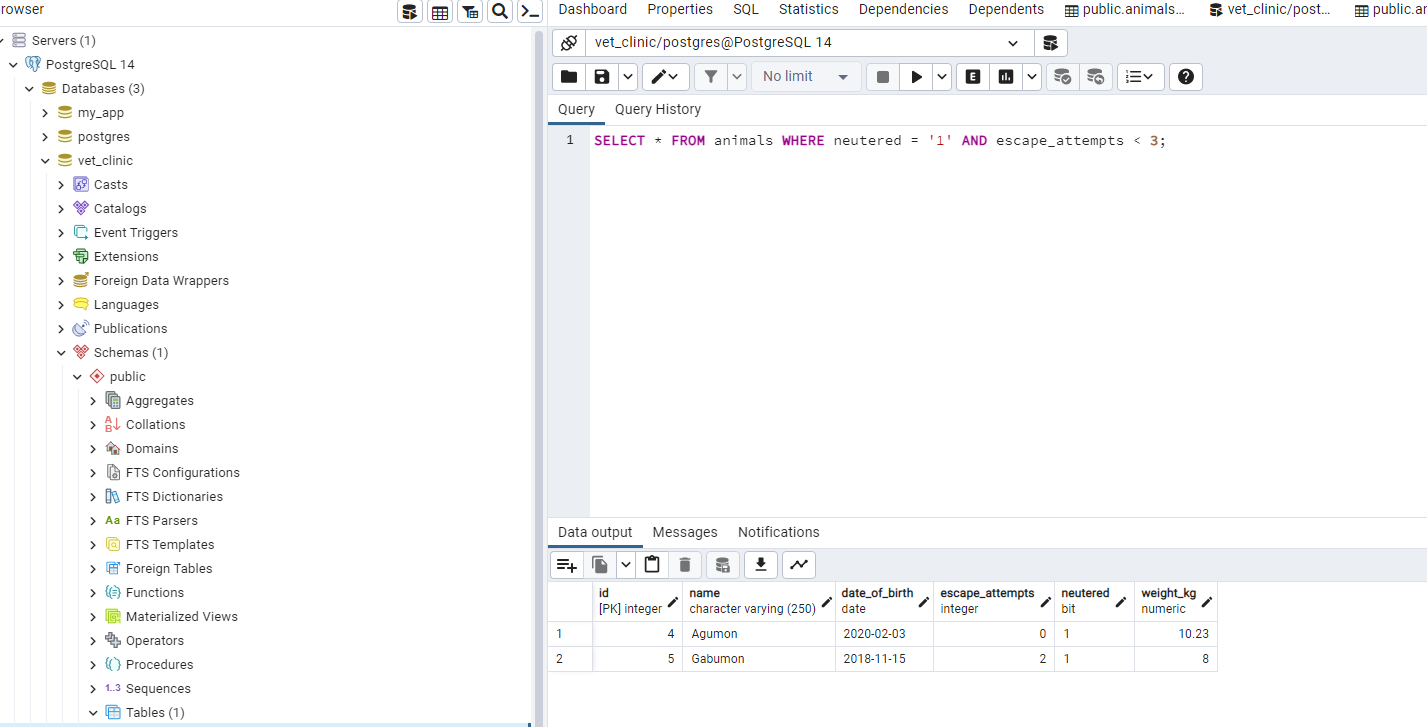 rowser
Servers (1)
PostgreSQL 14
Databases (3)
my_app
postgres
vet_clinic
Casts
Catalogs
Event Triggers
Extensions
Foreign Data Wrappers
Languages
Publications
Schemas (1)
public
Aggregates
Collations
Domains
FTS Configurations
FTS Dictionaries
Aa FTS Parsers
FTS Templates
Foreign Tables
Functions
Materialized Views
Operators
Procedures
1..3 Sequences
Tables (1)
Dashboard Properties SQL Statistics Dependencies Dependents public.animals... vet_clinic/post... public.an
vet_clinic/postgres@PostgreSQL 14
No limit E
Query Query History
1 SELECT * FROM animals WHERE neutered = '1' AND escape_attempts < 3;
Data output Messages Notifications
id name date_of_birth escape_attempts neutered weight_kg
[PK] integer character varying (250) date integer bit numeric
1 4 Agumon 2020-02-03 0 1 10.23
2 5 Gabumon 2018-11-15 2 1 8